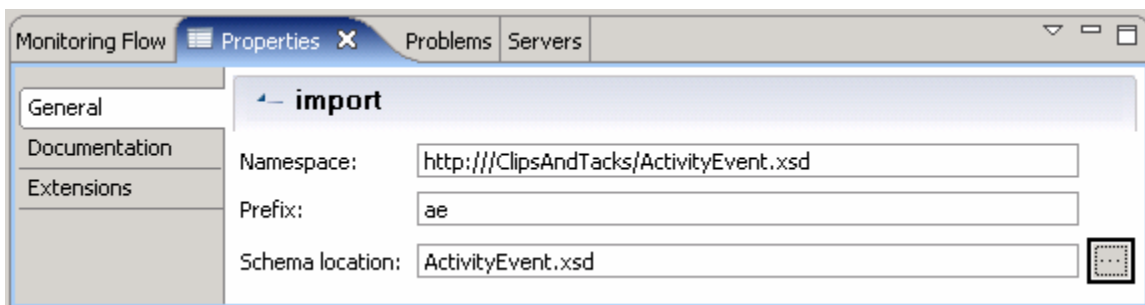 Monitoring Flow Properties Problems Servers
General
Documentation
Extensions
import
Namespace: http:///ClipsAndTacks/ActivityEvent.xsd
Prefix: ae
Schema location: ActivityEvent.xsd ...